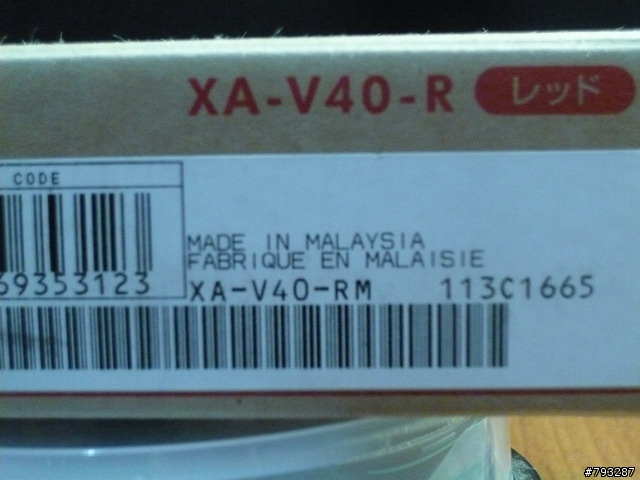 XA-V40-R レッド
CODE
MADE IN MALAYSIA
FABRIQUE EN MALAISIE
69353123 XA-V40-RM 113C1665
#793287